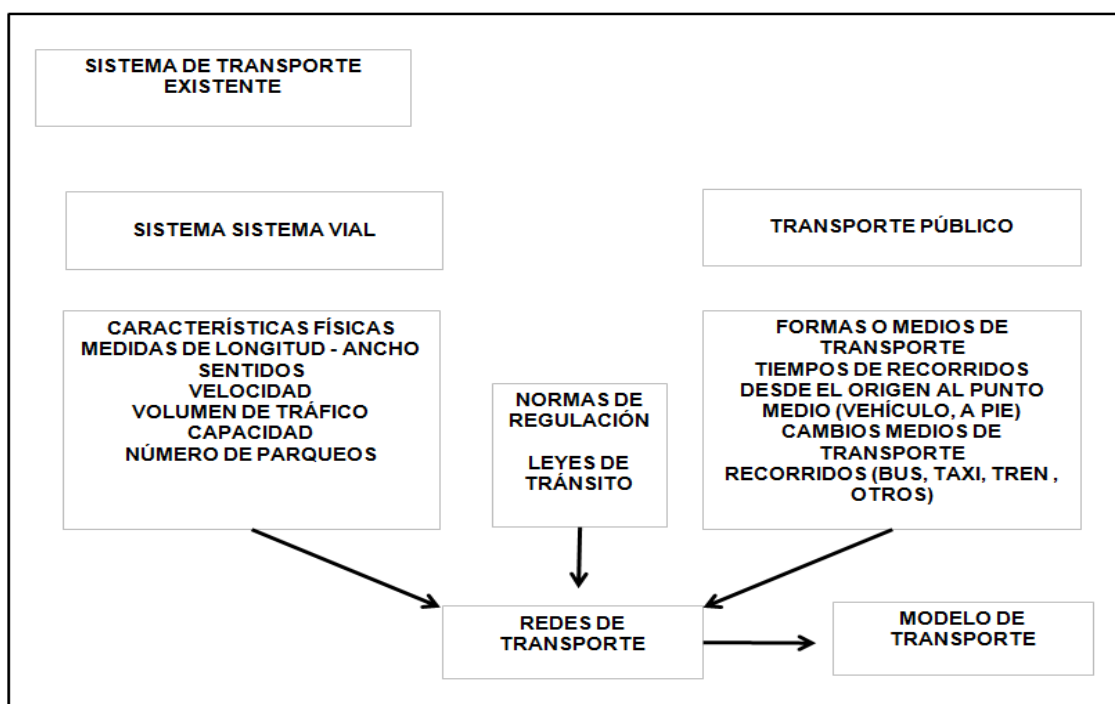 SISTEMA DE TRANSPORTE
EXISTENTE
SISTEMA SISTEMA VIAL
TRANSPORTE PÚBLICO
CARACTERÍSTICAS FÍSICAS
MEDIDAS DE LONGITUD - ANCHO
SENTIDOS
VELOCIDAD
VOLUMEN DE TRÁFICO
CAPACIDAD
NÚMERO DE PARQUEOS
NORMAS DE
REGULACIÓN
LEYES DE
TRÁNSITO
FORMAS O MEDIOS DE
TRANSPORTE
TIEMPOS DE RECORRIDOS
DESDE EL ORIGEN AL PUNTO
MEDIO (VEHÍCULO, A PIE)
CAMBIOS MEDIOS DE
TRANSPORTE
RECORRIDOS (BUS, TAXI, TREN ,
OTROS)
REDES DE
TRANSPORTE
MODELO DE
TRANSPORTE